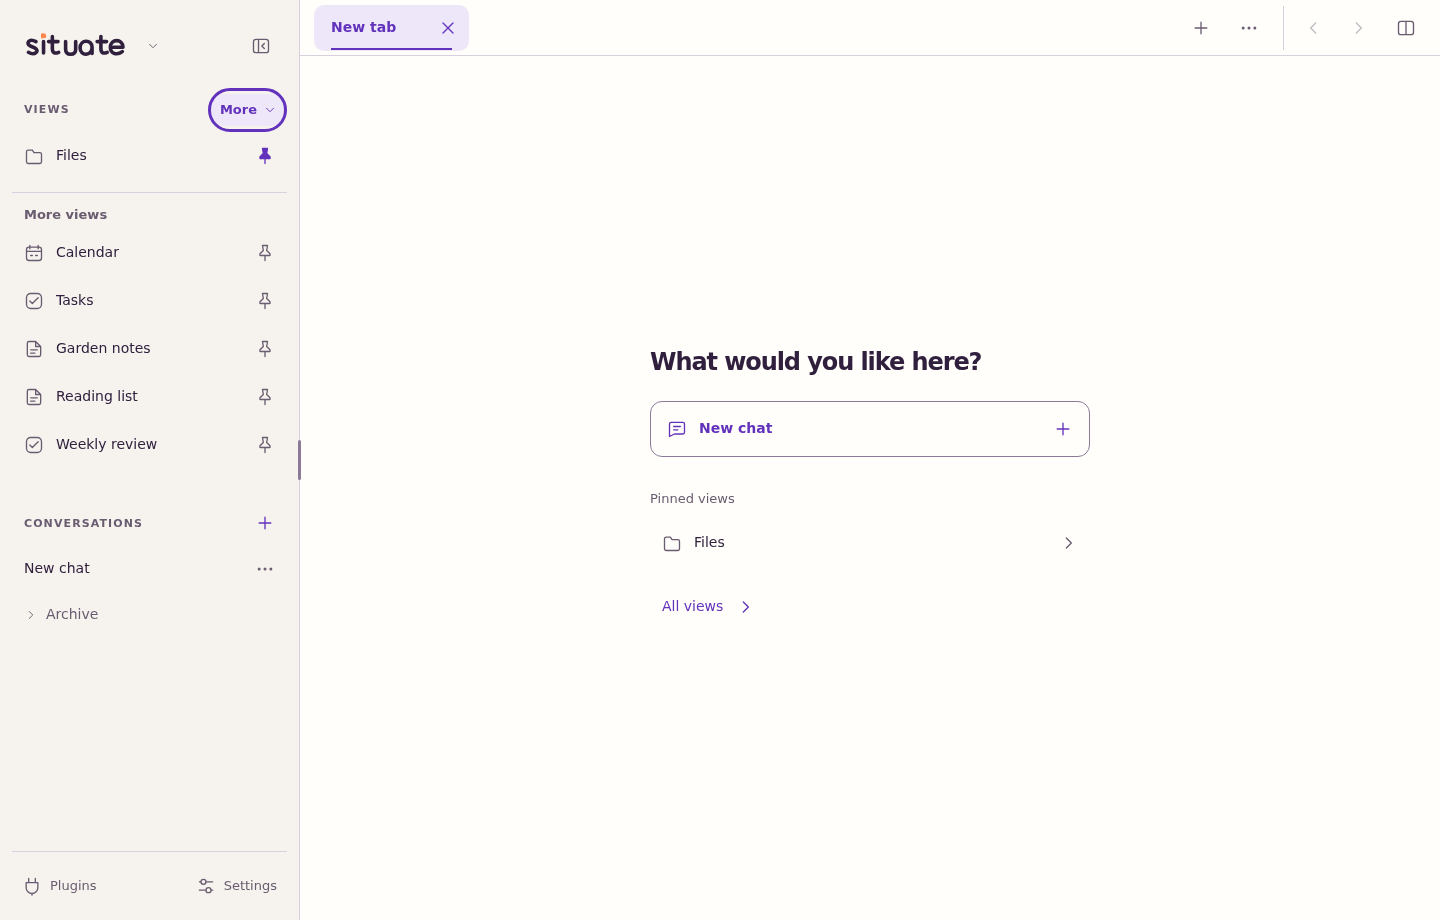 situate
VIEWS
More
Files
More views
Calendar
Tasks
Garden notes
Reading list
Weekly review
CONVERSATIONS
New chat
Archive
Plugins
Settings
New tab
What would you like here?
New chat
Pinned views
Files
All views